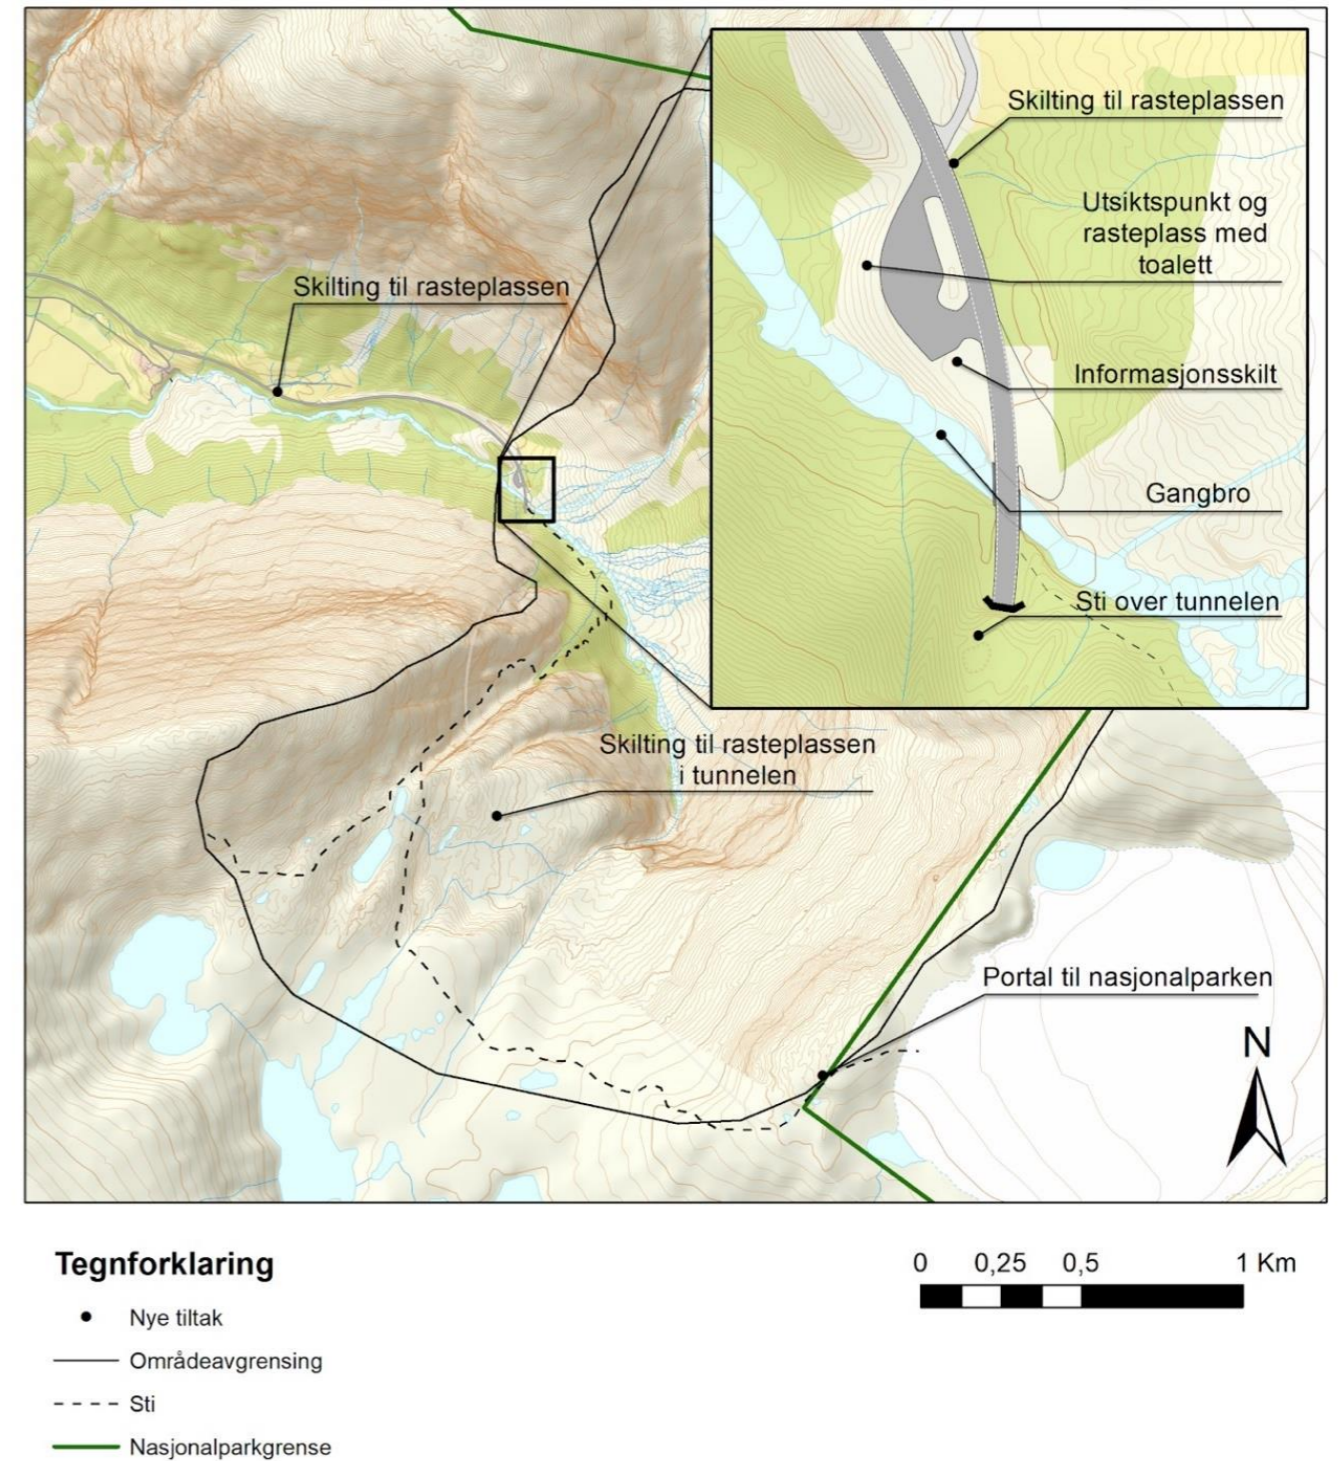 Skilting til rasteplassen
Utsiktspunkt og
rasteplass med
toalett
Skilting til rasteplassen
Informasjonsskilt
Gangbro
Sti over tunnelen
Skilting til rasteplassen
i tunnelen
Portal til nasjonalparken
N
Tegnforklaring
0 0,25 0,5 1 Km
Nye tiltak
Områdeavgrensing
Sti
Nasjonalparkgrense